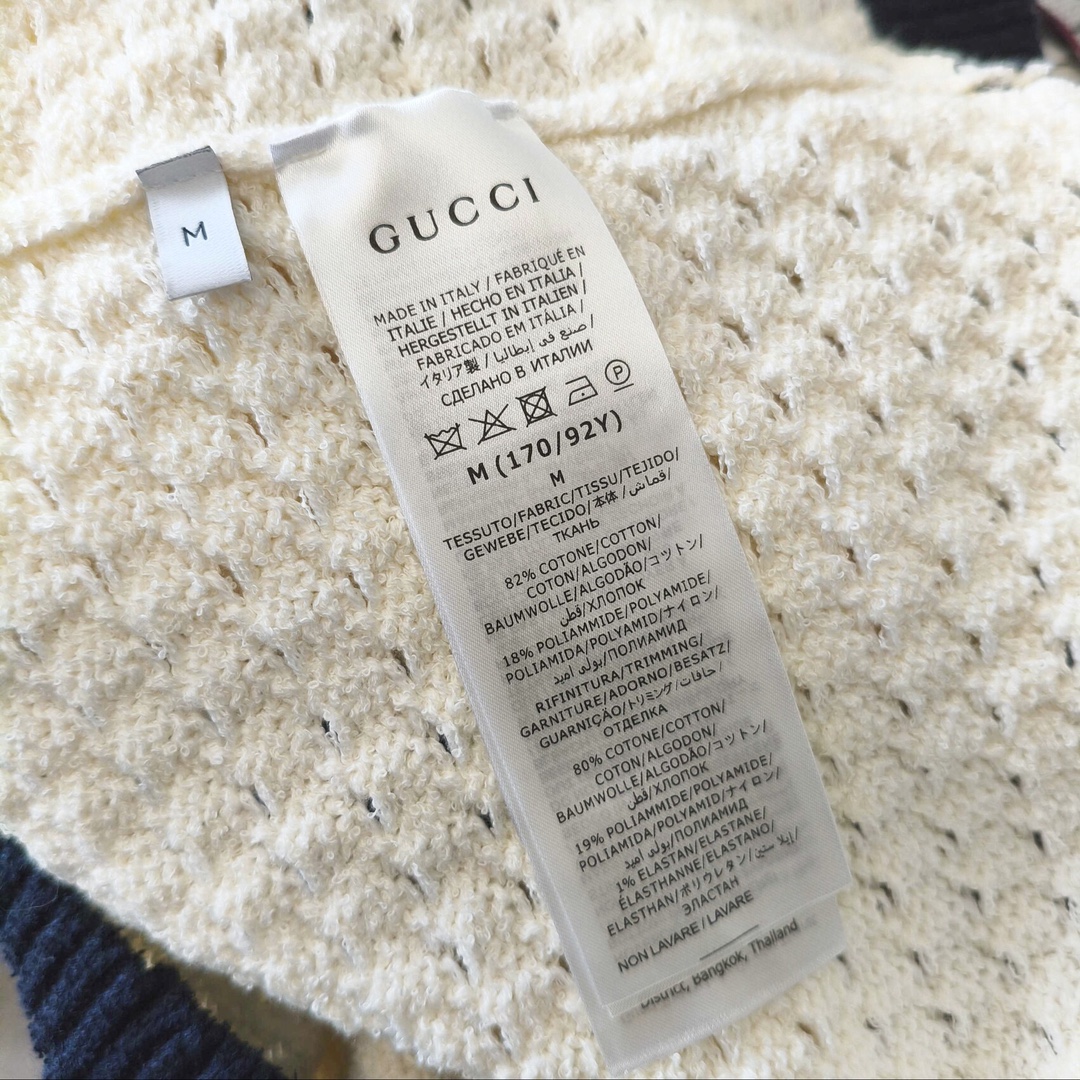 M
GUCCI
MADE IN ITALY / FABRIQUÉ EN
ITALIE / HECHO EN ITALIA /
HERGESTELLT IN ITALIEN /
FABRICADO EM ITÁLIA /
イタリア製 / صنع في إيطاليا /
СДЕЛАНО В ИТАЛИИ
P
M (170/92Y)
M
TESSUTO/FABRIC/TISSU/TEJIDO/
GEWEBE/TECIDO/本体 /قماش/
ТКАНЬ
82% COTONE/COTTON/
COTON/ALGODON/
BAUMWOLLE/ALGODÃO/コットン/
قطن/ХЛОПОК
18% POLIAMMIDE/POLYAMIDE/
POLIAMIDA/POLYAMID/ナイロン/
بولي أميد/ПОЛИАМИД
RIFINITURA/TRIMMING/
GARNITURE/ADORNO/BESATZ/
GUARNIÇÃO/トリミング/حافات/
ОТДЕЛКА
80% COTONE/COTTON/
COTON/ALGODON/
BAUMWOLLE/ALGODÃO/コットン/
قطن/ХЛОПОК
19% POLIAMMIDE/POLYAMIDE/
POLIAMIDA/POLYAMID/ナイロン/
بولي أميد/ПОЛИАМИД
1% ELASTAN/ELASTANE/
ÉLASTHANNE/ELASTANO/
ELASTHAN/ポリウレタン/إيلاستين/
ЭЛАСТАН
NON LAVARE/LAVARE
District, Bangkok, Thailand